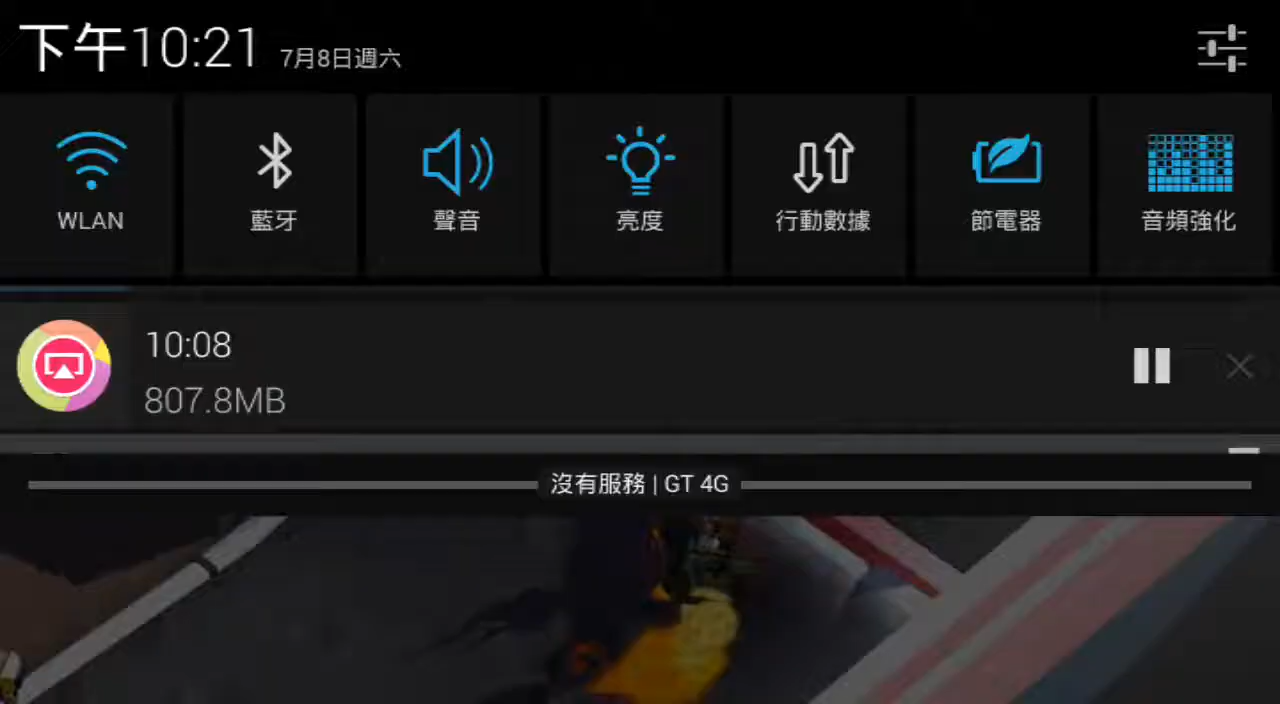 下午10:21 7月8日週六
WLAN
藍牙
聲音
亮度
行動數據
節電器
音頻強化
10:08
807.8MB
沒有服務 | GT 4G